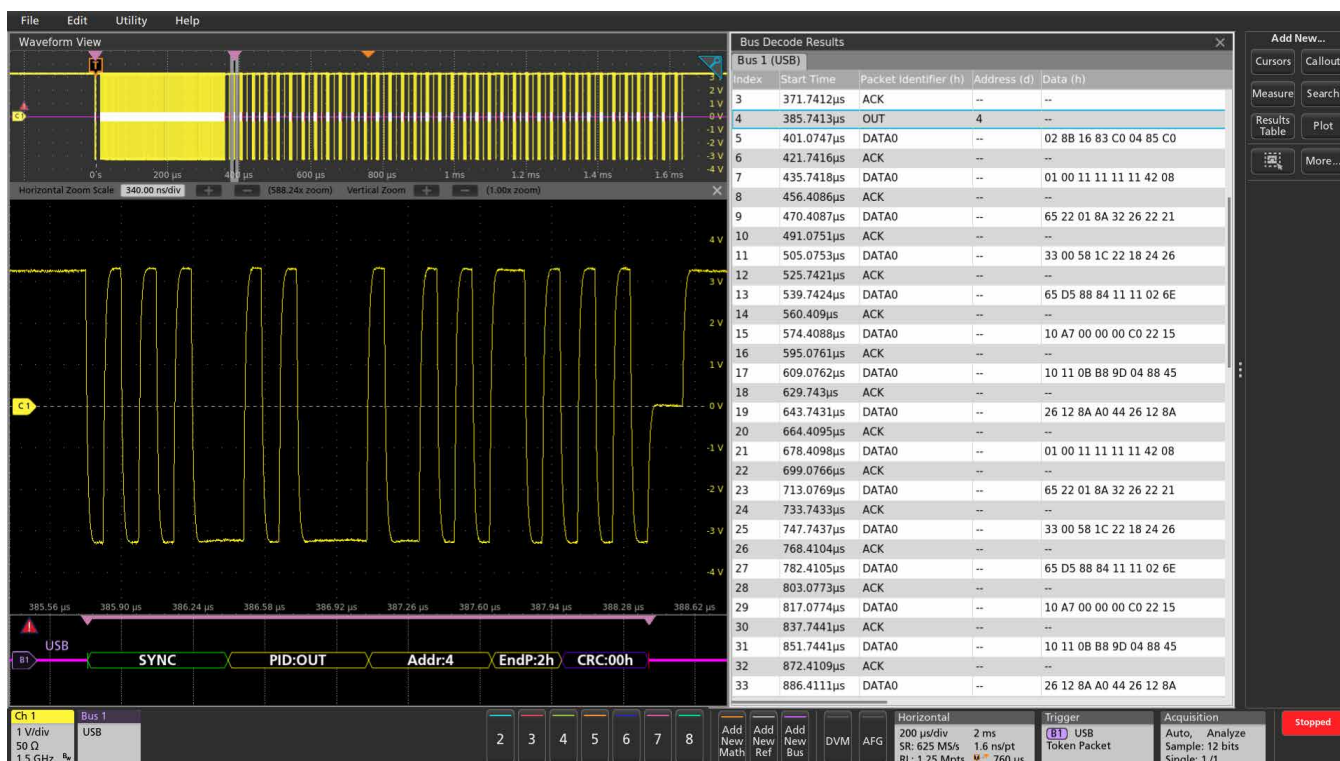 File Edit Utility Help
Waveform View
T
C1
3 V
2 V
1 V
0 V
-1 V
-2 V
-3 V
-4 V
0 s 200 µs 400 µs 600 µs 800 µs 1 ms 1.2 ms 1.4 ms 1.6 ms
Horizontal Zoom Scale 340.00 ns/div + − (588.24x zoom) Vertical Zoom + − (1.00x zoom)
4 V
3 V
2 V
1 V
C1
0 V
-1 V
-2 V
-3 V
-4 V
385.56 µs 385.90 µs 386.24 µs 386.58 µs 386.92 µs 387.26 µs 387.60 µs 387.94 µs 388.28 µs 388.62 µs
USB
B1 SYNC PID:OUT Addr:4 EndP:2h CRC:00h
Bus Decode Results
Bus 1 (USB)
Index Start Time Packet Identifier (h) Address (d) Data (h)
3 371.7412µs ACK -- --
4 385.7413µs OUT 4 --
5 401.0747µs DATA0 -- 02 8B 16 83 C0 04 85 C0
6 421.7416µs ACK -- --
7 435.7418µs DATA0 -- 01 00 11 11 11 11 42 08
8 456.4086µs ACK -- --
9 470.4087µs DATA0 -- 65 22 01 8A 32 26 22 21
10 491.0751µs ACK -- --
11 505.0753µs DATA0 -- 33 00 58 1C 22 18 24 26
12 525.7421µs ACK -- --
13 539.7424µs DATA0 -- 65 D5 88 84 11 11 02 6E
14 560.409µs ACK -- --
15 574.4088µs DATA0 -- 10 A7 00 00 00 C0 22 15
16 595.0761µs ACK -- --
17 609.0762µs DATA0 -- 10 11 0B B8 9D 04 88 45
18 629.743µs ACK -- --
19 643.7431µs DATA0 -- 26 12 8A A0 44 26 12 8A
20 664.4095µs ACK -- --
21 678.4098µs DATA0 -- 01 00 11 11 11 11 42 08
22 699.0766µs ACK -- --
23 713.0769µs DATA0 -- 65 22 01 8A 32 26 22 21
24 733.7433µs ACK -- --
25 747.7437µs DATA0 -- 33 00 58 1C 22 18 24 26
26 768.4104µs ACK -- --
27 782.4105µs DATA0 -- 65 D5 88 84 11 11 02 6E
28 803.0773µs ACK -- --
29 817.0774µs DATA0 -- 10 A7 00 00 00 C0 22 15
30 837.7441µs ACK -- --
31 851.7441µs DATA0 -- 10 11 0B B8 9D 04 88 45
32 872.4109µs ACK -- --
33 886.4111µs DATA0 -- 26 12 8A A0 44 26 12 8A
Add New...
Cursors Callout
Measure Search
Results Table Plot
More...
Ch 1
1 V/div
50 Ω
1.5 GHz
Bus 1
USB
2 3 4 5 6 7 8
Add New Math
Add New Ref
Add New Bus
DVM AFG
Horizontal
200 µs/div 2 ms
SR: 625 MS/s 1.6 ns/pt
RL: 1.25 Mpts 760 µs
Trigger
B1 USB
Token Packet
Acquisition
Auto, Analyze
Sample: 12 bits
Single: 1/1
Stopped